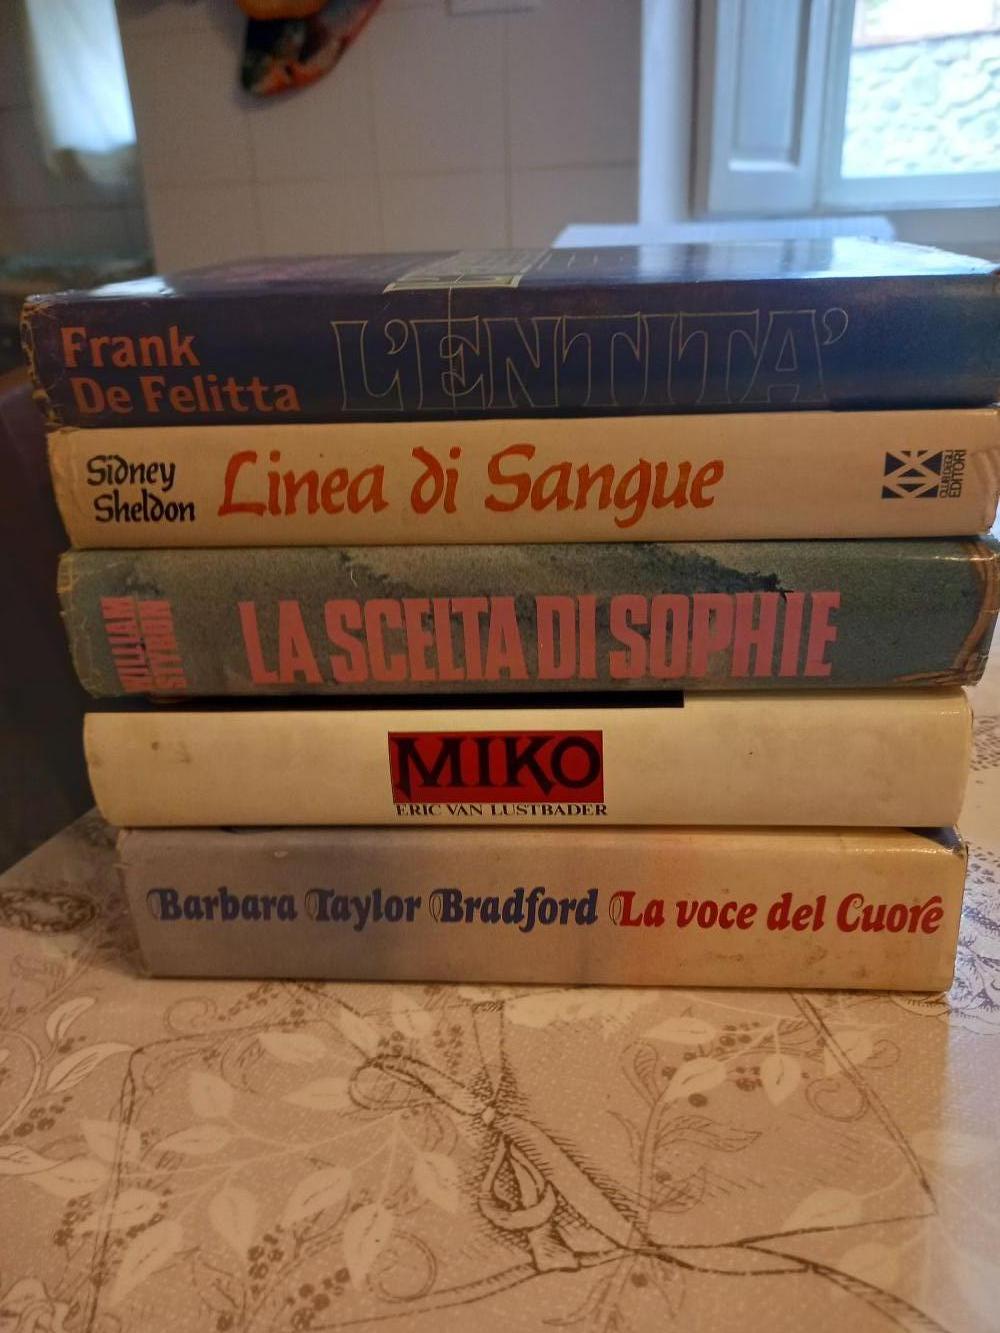 Frank
De Felitta
L'ENTITA'
Sidney
Sheldon
Linea di Sangue
CLUB DEGLI
EDITORI
WILLIAM
STYRON
LA SCELTA DI SOPHIE
MIKO
ERIC VAN LUSTBADER
Barbara Taylor Bradford La voce del Cuore